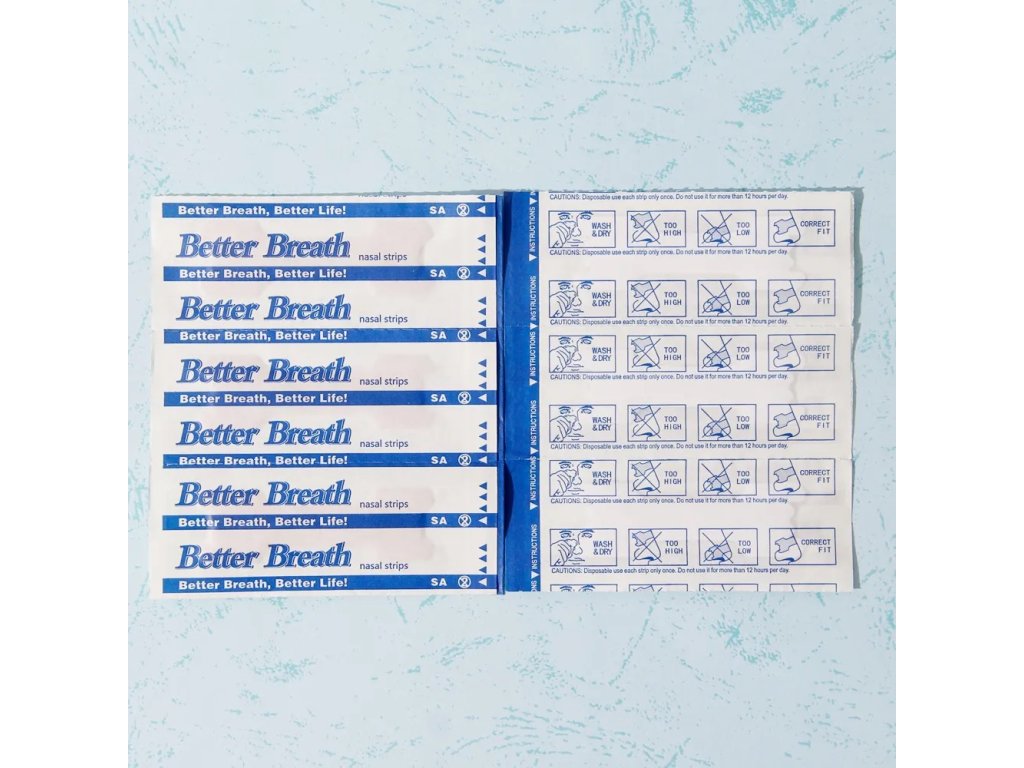 nasal strips
Better Breath, Better Life! SA
Better Breath nasal strips
Better Breath, Better Life! SA
Better Breath nasal strips
Better Breath, Better Life! SA
Better Breath nasal strips
Better Breath, Better Life! SA
Better Breath nasal strips
Better Breath, Better Life! SA
Better Breath nasal strips
Better Breath, Better Life! SA
Better Breath nasal strips
Better Breath, Better Life! SA
INSTRUCTIONS
INSTRUCTIONS
INSTRUCTIONS
INSTRUCTIONS
INSTRUCTIONS
INSTRUCTIONS
CAUTIONS: Disposable use each strip only once. Do not use it for more than 12 hours per day.
WASH & DRY
TOO HIGH
TOO LOW
CORRECT FIT
CAUTIONS: Disposable use each strip only once. Do not use it for more than 12 hours per day.
WASH & DRY
TOO HIGH
TOO LOW
CORRECT FIT
CAUTIONS: Disposable use each strip only once. Do not use it for more than 12 hours per day.
WASH & DRY
TOO HIGH
TOO LOW
CORRECT FIT
CAUTIONS: Disposable use each strip only once. Do not use it for more than 12 hours per day.
WASH & DRY
TOO HIGH
TOO LOW
CORRECT FIT
CAUTIONS: Disposable use each strip only once. Do not use it for more than 12 hours per day.
WASH & DRY
TOO HIGH
TOO LOW
CORRECT FIT
CAUTIONS: Disposable use each strip only once. Do not use it for more than 12 hours per day.
WASH & DRY
TOO HIGH
TOO LOW
CORRECT FIT
CAUTIONS: Disposable use each strip only once. Do not use it for more than 12 hours per day.